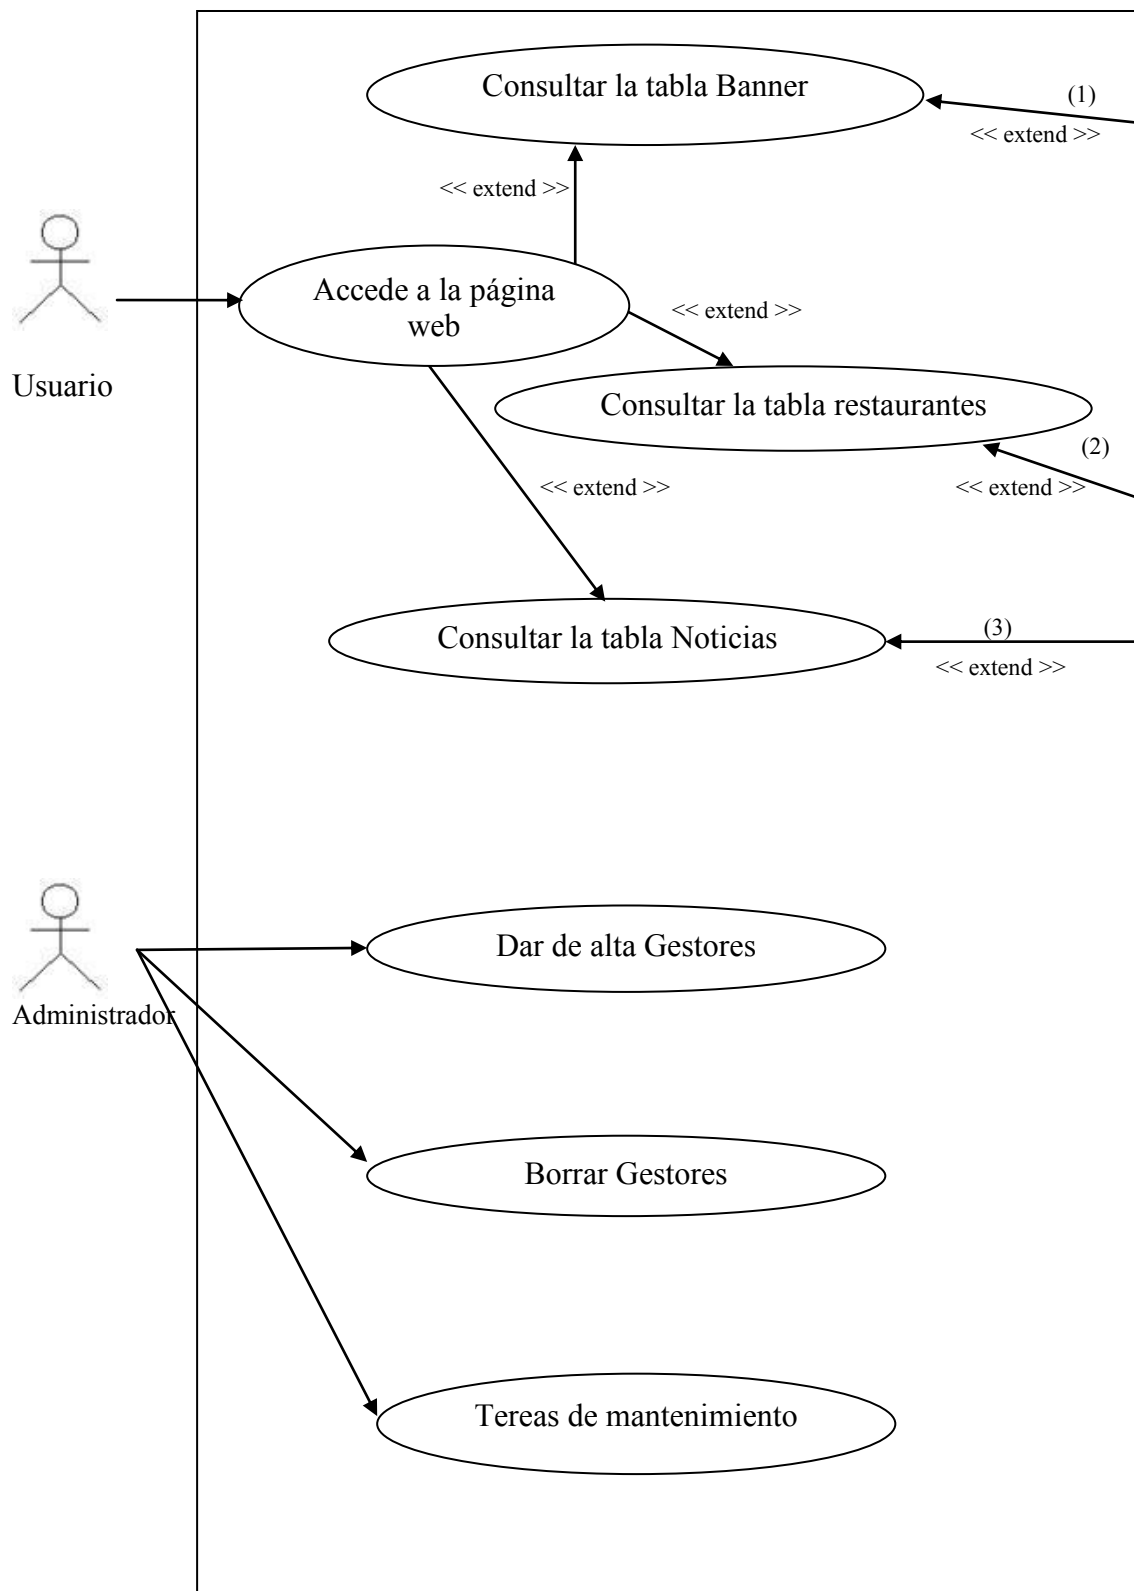 Consultar la tabla Banner
(1)
<< extend >>
<< extend >>
Accede a la página
web
<< extend >>
Usuario
Consultar la tabla restaurantes
(2)
<< extend >>
<< extend >>
Consultar la tabla Noticias
(3)
<< extend >>
Dar de alta Gestores
Administrador
Borrar Gestores
Tereas de mantenimiento